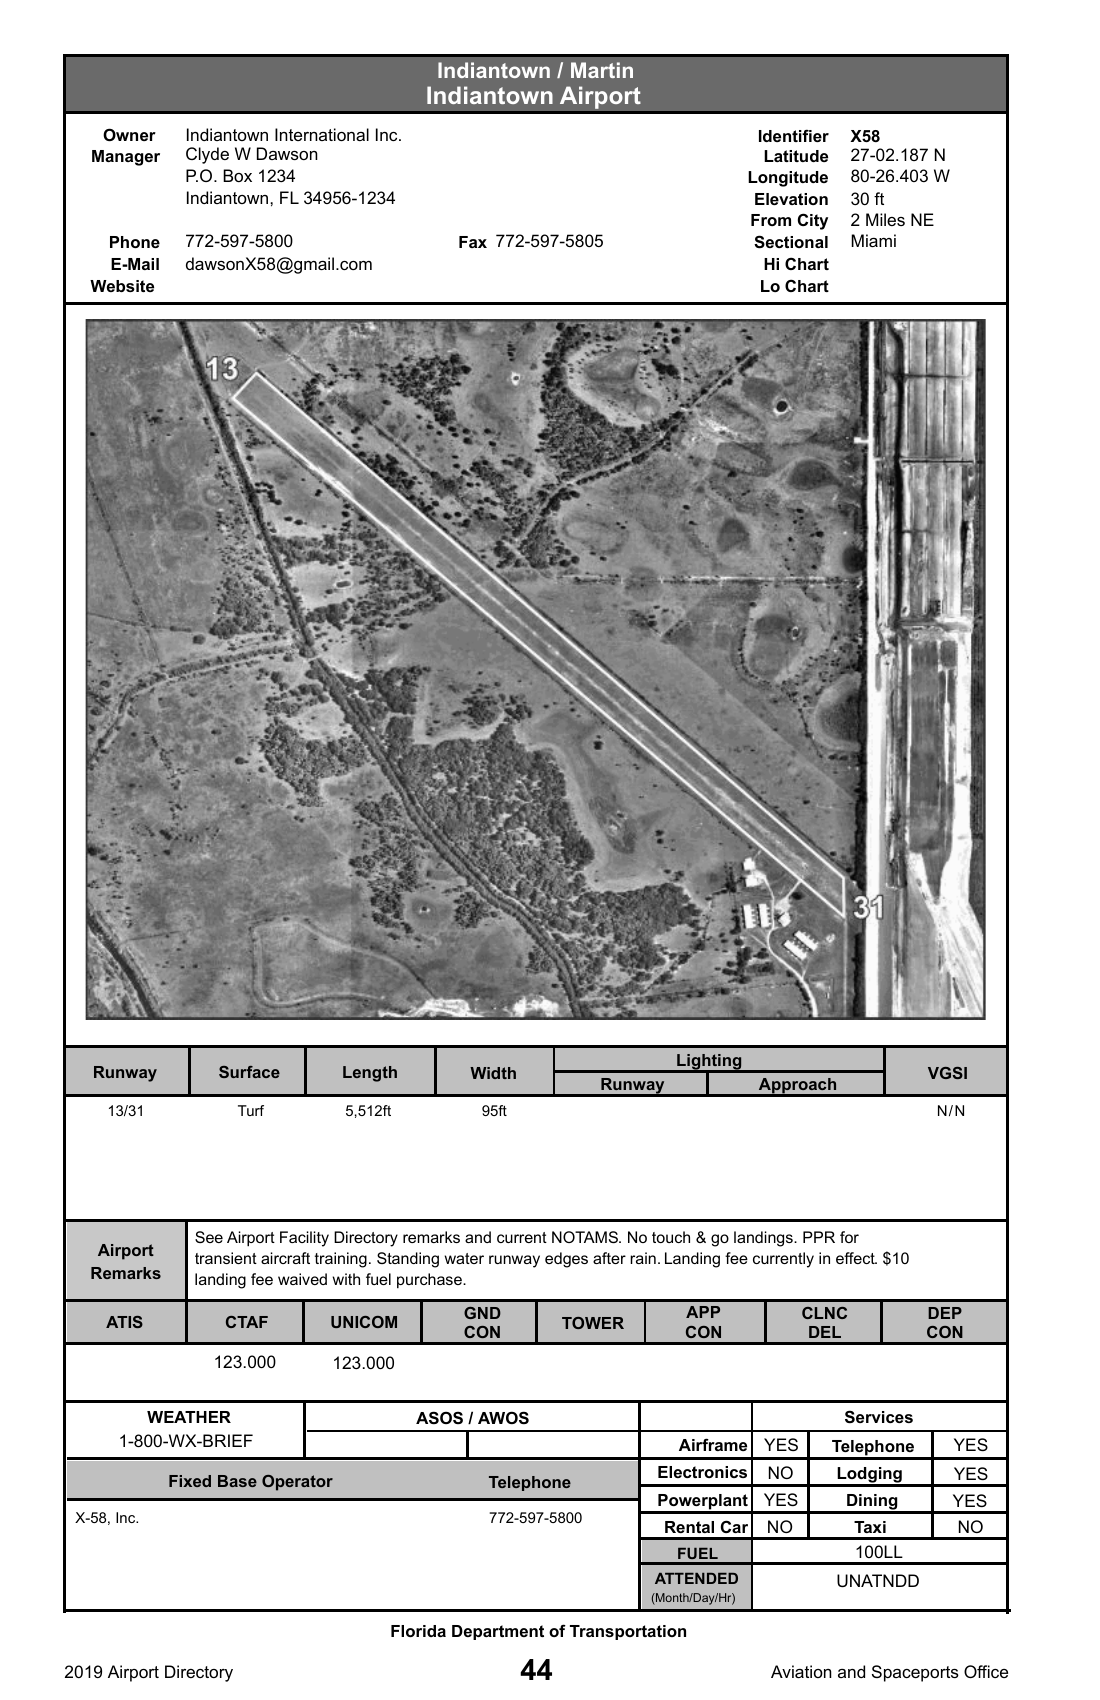 Indiantown / Martin
Indiantown Airport
Owner Indiantown International Inc.
Manager Clyde W Dawson
P.O. Box 1234
Indiantown, FL 34956-1234
Phone 772-597-5800 Fax 772-597-5805
E-Mail dawsonX58@gmail.com
Website
Identifier X58
Latitude 27-02.187 N
Longitude 80-26.403 W
Elevation 30 ft
From City 2 Miles NE
Sectional Miami
Hi Chart
Lo Chart
13
31
Runway Surface Length Width Lighting VGSI
Runway Approach
13/31 Turf 5,512ft 95ft N/N
Airport Remarks
See Airport Facility Directory remarks and current NOTAMS. No touch & go landings. PPR for
transient aircraft training. Standing water runway edges after rain. Landing fee currently in effect. $10
landing fee waived with fuel purchase.
ATIS CTAF UNICOM GND CON TOWER APP CON CLNC DEL DEP CON
123.000 123.000
WEATHER ASOS / AWOS Services
1-800-WX-BRIEF
Airframe YES Telephone YES
Electronics NO Lodging YES
Powerplant YES Dining YES
Rental Car NO Taxi NO
FUEL 100LL
ATTENDED UNATNDD
(Month/Day/Hr)
Fixed Base Operator Telephone
X-58, Inc. 772-597-5800
Florida Department of Transportation
2019 Airport Directory 44 Aviation and Spaceports Office